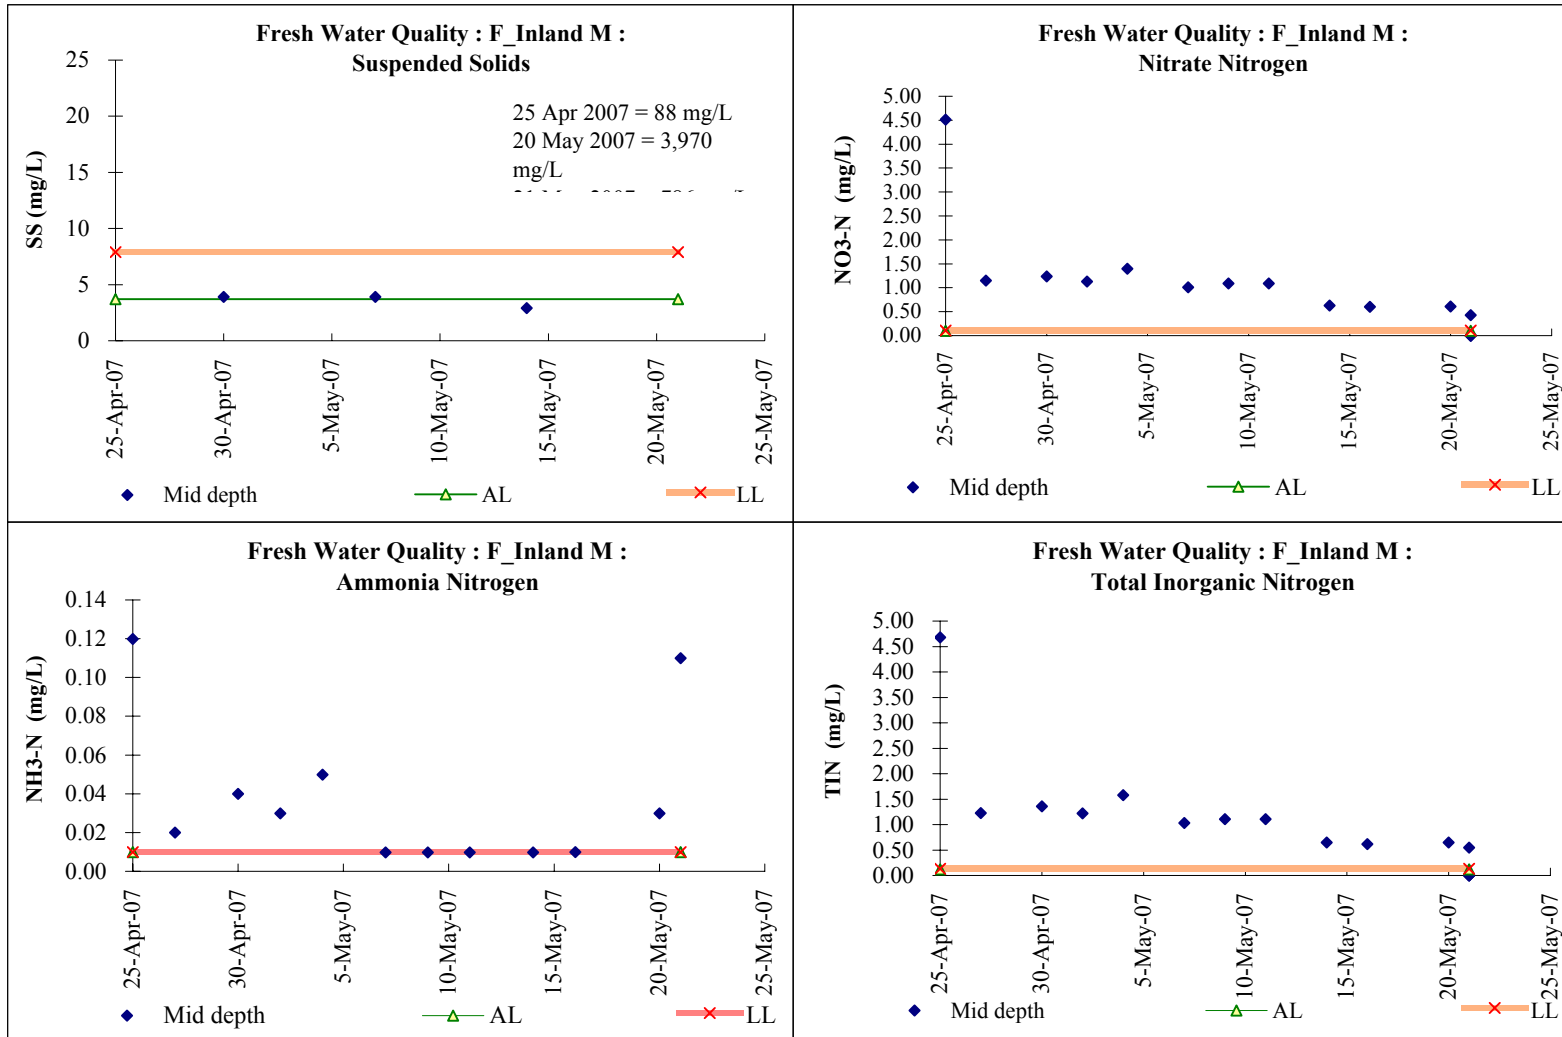 Fresh Water Quality : F_Inland M :
Suspended Solids
25
20
15
10
5
0
SS (mg/L)
25 Apr 2007 = 88 mg/L
20 May 2007 = 3,970
mg/L
25-Apr-07
30-Apr-07
5-May-07
10-May-07
15-May-07
20-May-07
25-May-07
Mid depth
AL
LL
Fresh Water Quality : F_Inland M :
Nitrate Nitrogen
5.00
4.50
4.00
3.50
3.00
2.50
2.00
1.50
1.00
0.50
0.00
NO3-N (mg/L)
25-Apr-07
30-Apr-07
5-May-07
10-May-07
15-May-07
20-May-07
25-May-07
Mid depth
AL
LL
Fresh Water Quality : F_Inland M :
Ammonia Nitrogen
0.14
0.12
0.10
0.08
0.06
0.04
0.02
0.00
NH3-N (mg/L)
25-Apr-07
30-Apr-07
5-May-07
10-May-07
15-May-07
20-May-07
25-May-07
Mid depth
AL
LL
Fresh Water Quality : F_Inland M :
Total Inorganic Nitrogen
5.00
4.50
4.00
3.50
3.00
2.50
2.00
1.50
1.00
0.50
0.00
TIN (mg/L)
25-Apr-07
30-Apr-07
5-May-07
10-May-07
15-May-07
20-May-07
25-May-07
Mid depth
AL
LL